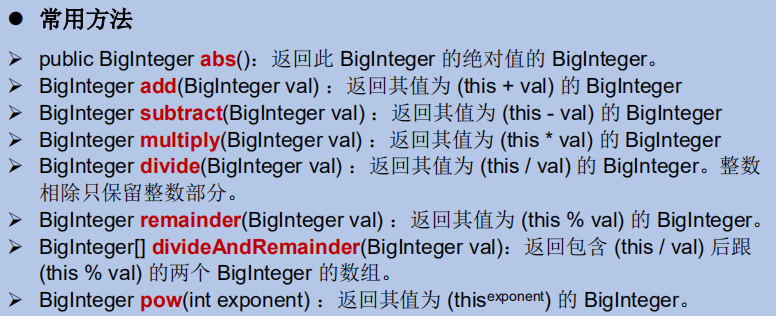 ● 常用方法
➢ public BigInteger abs()：返回此 BigInteger 的绝对值的 BigInteger。
➢ BigInteger add(BigInteger val) ：返回其值为 (this + val) 的 BigInteger
➢ BigInteger subtract(BigInteger val) ：返回其值为 (this - val) 的 BigInteger
➢ BigInteger multiply(BigInteger val) ：返回其值为 (this * val) 的 BigInteger
➢ BigInteger divide(BigInteger val) ：返回其值为 (this / val) 的 BigInteger。整数
相除只保留整数部分。
➢ BigInteger remainder(BigInteger val) ：返回其值为 (this % val) 的 BigInteger。
➢ BigInteger[] divideAndRemainder(BigInteger val)：返回包含 (this / val) 后跟
(this % val) 的两个 BigInteger 的数组。
➢ BigInteger pow(int exponent) ：返回其值为 (thisᵉˣᵖᵒⁿᵉⁿᵗ) 的 BigInteger。